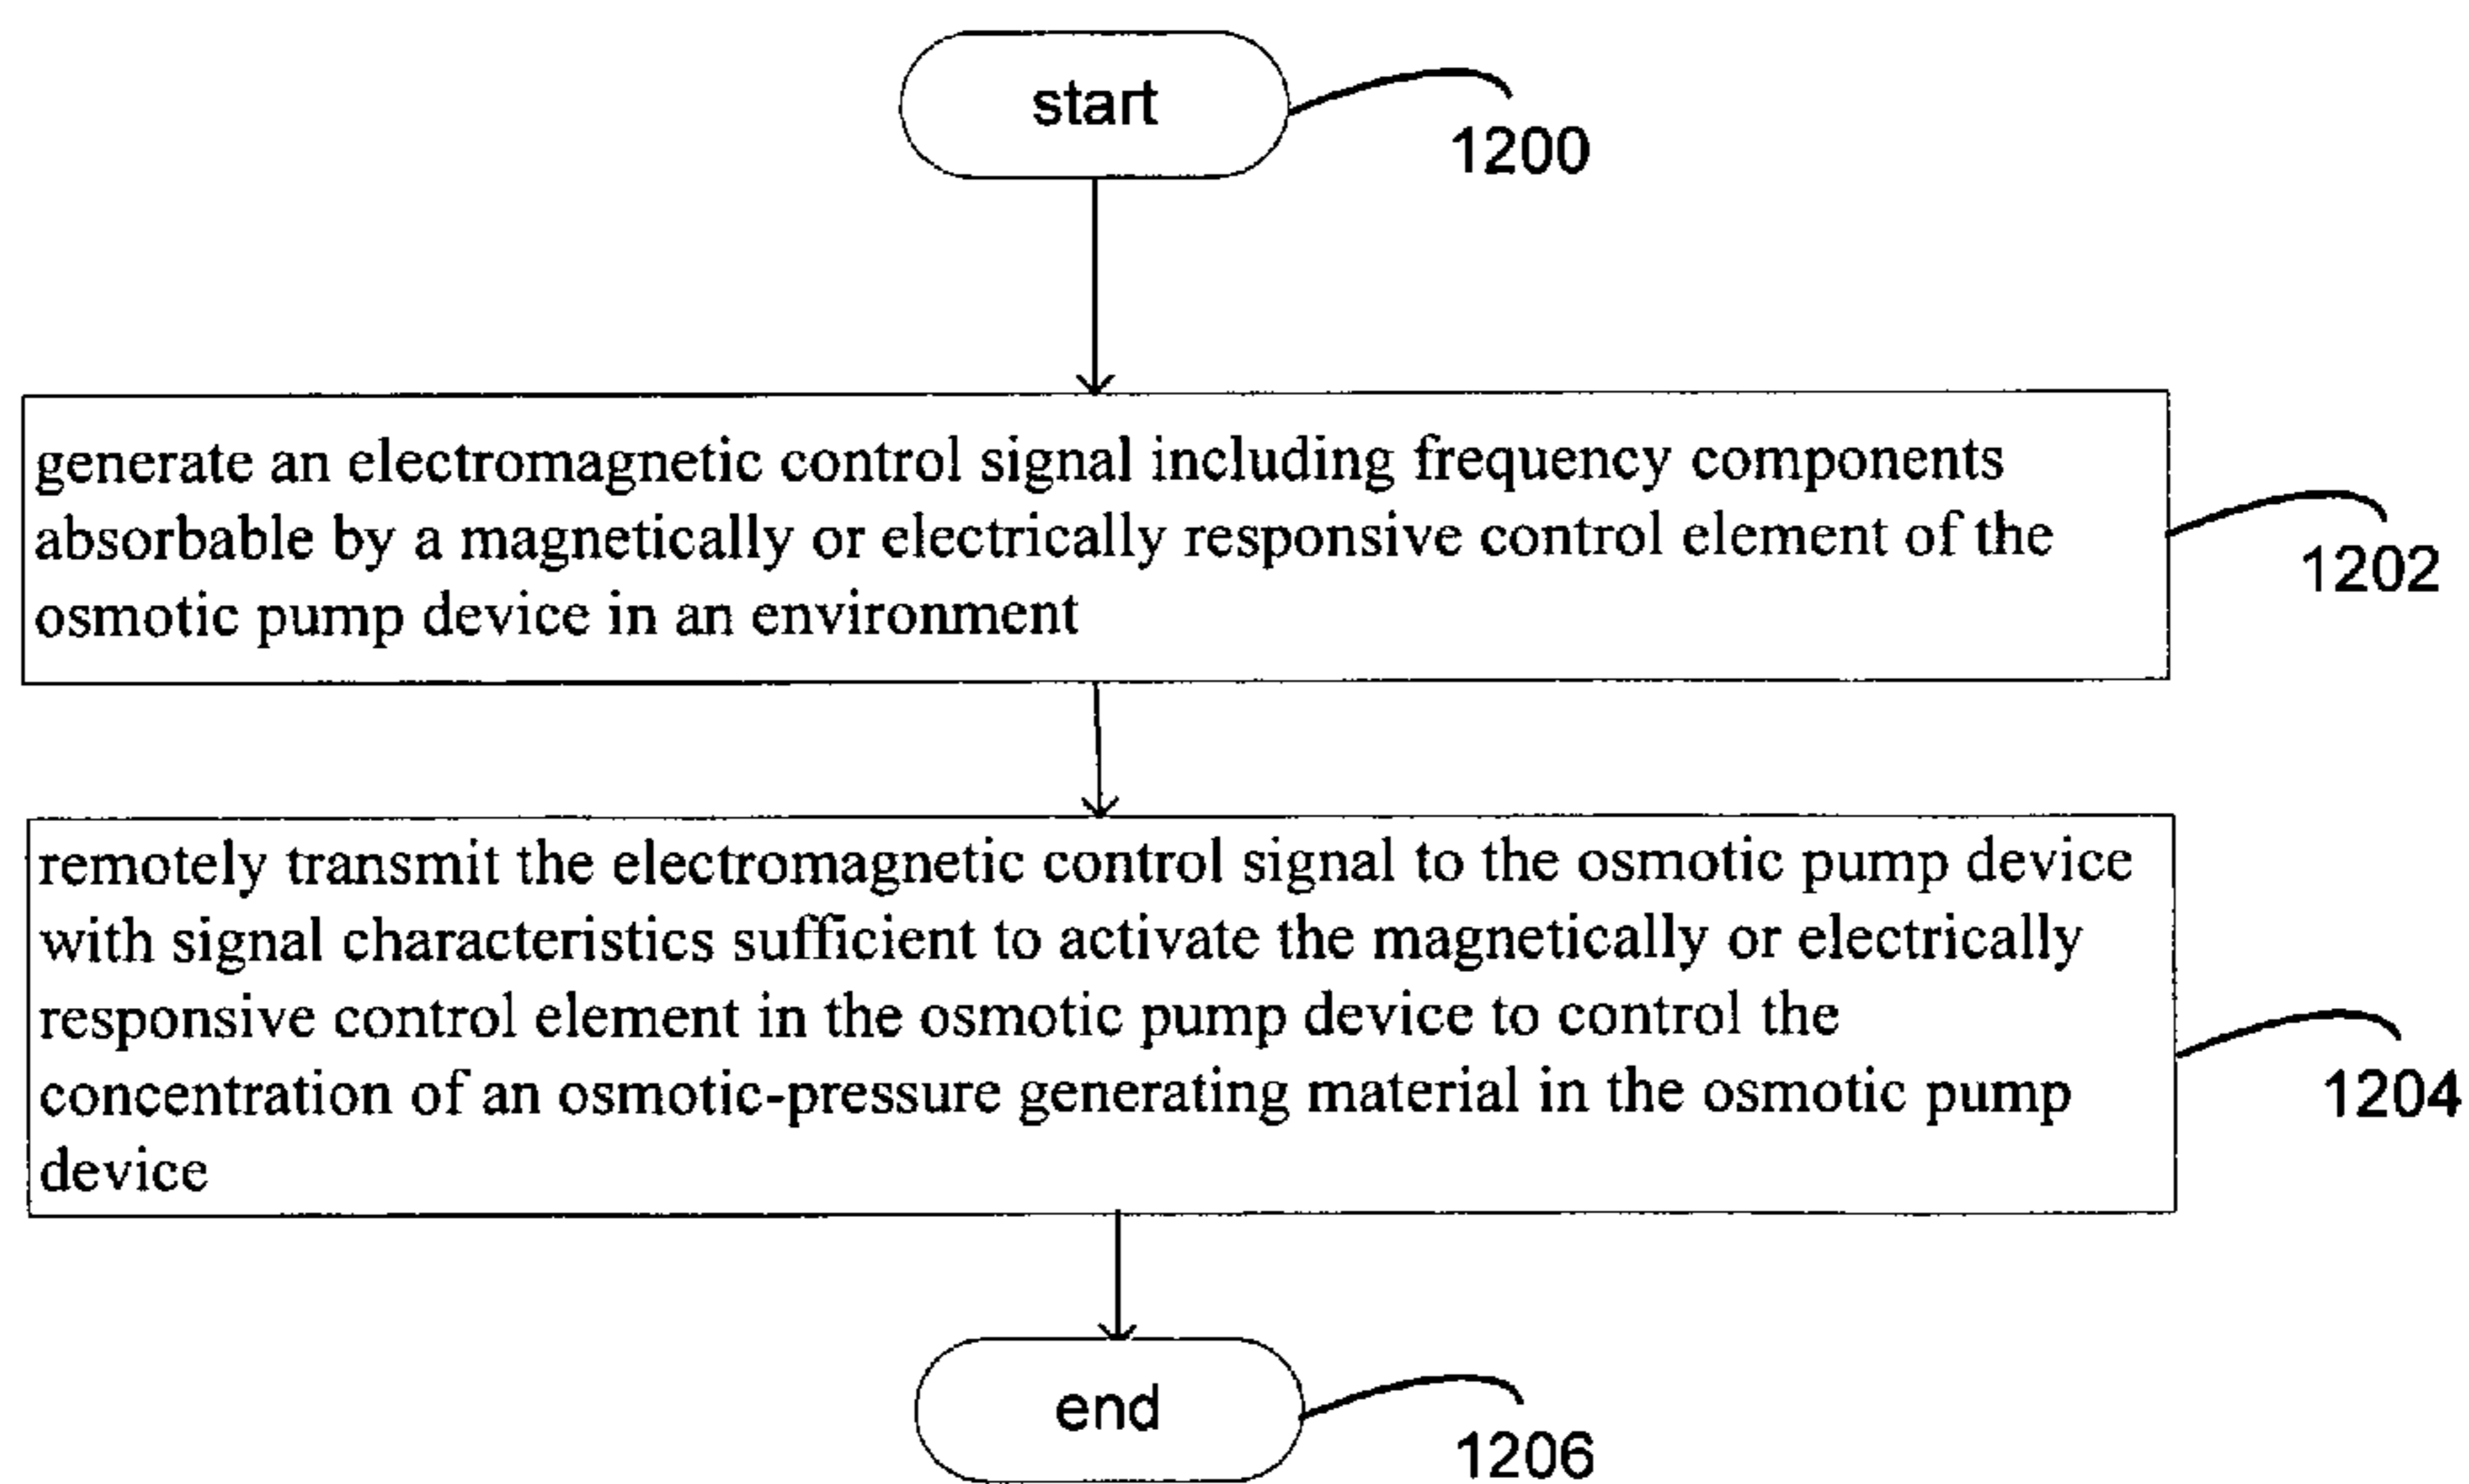 start
1200
generate an electromagnetic control signal including frequency components
absorbable by a magnetically or electrically responsive control element of the
osmotic pump device in an environment
1202
remotely transmit the electromagnetic control signal to the osmotic pump device
with signal characteristics sufficient to activate the magnetically or electrically
responsive control element in the osmotic pump device to control the
concentration of an osmotic-pressure generating material in the osmotic pump
device
1204
end
1206